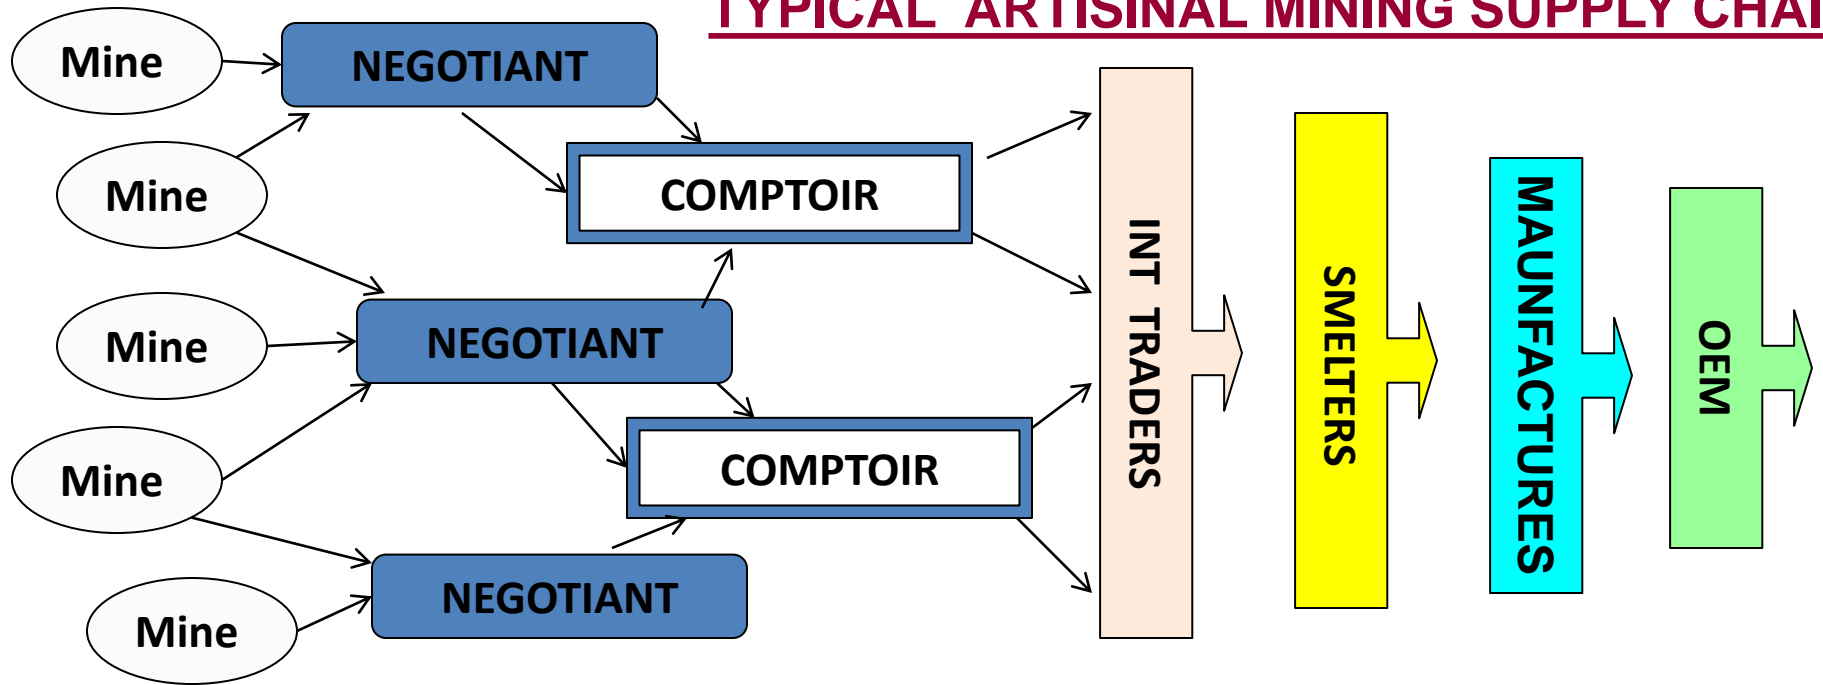 TYPICAL ARTISINAL MINING SUPPLY CHAI
Mine
NEGOTIANT
Mine
COMPTOIR
Mine
NEGOTIANT
Mine
COMPTOIR
NEGOTIANT
Mine
INT TRADERS
SMELTERS
MAUNFACTURES
OEM